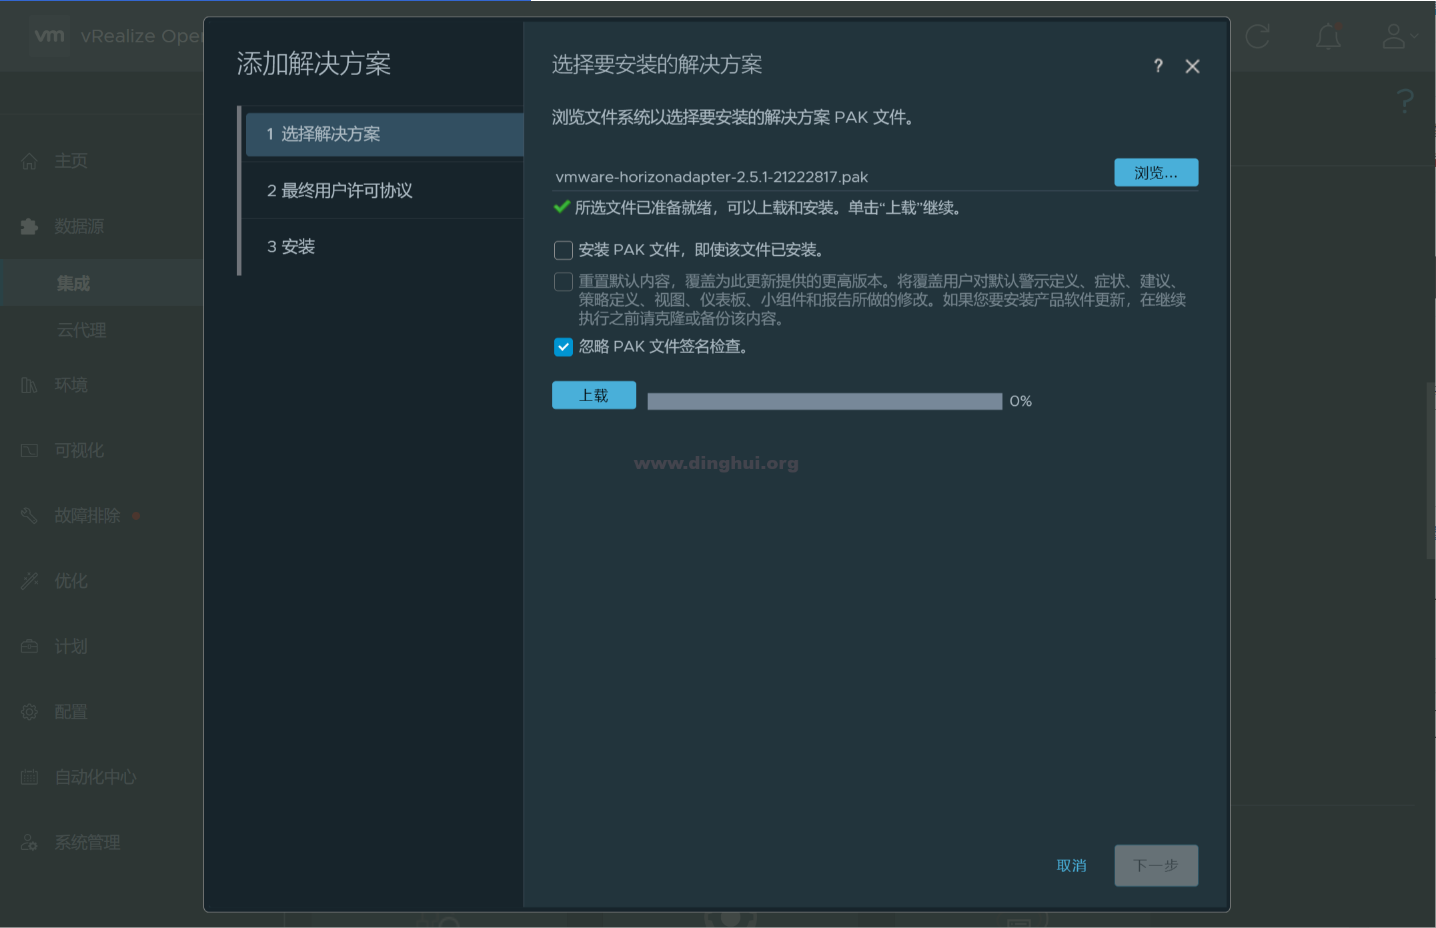 vm vRealize Oper
主页
数据源
集成
云代理
环境
可视化
故障排除
优化
计划
配置
自动化中心
系统管理
添加解决方案
1 选择解决方案
2 最终用户许可协议
3 安装
选择要安装的解决方案
?
浏览文件系统以选择要安装的解决方案 PAK 文件。
vmware-horizonadapter-2.5.1-21222817.pak
浏览...
所选文件已准备就绪，可以上载和安装。单击“上载”继续。
安装 PAK 文件，即使该文件已安装。
重置默认内容，覆盖为此更新提供的更高版本。将覆盖用户对默认警示定义、症状、建议、
策略定义、视图、仪表板、小组件和报告所做的修改。如果您要安装产品软件更新，在继续
执行之前请克隆或备份该内容。
忽略 PAK 文件签名检查。
上载
0%
www.dinghui.org
取消
下一步
?